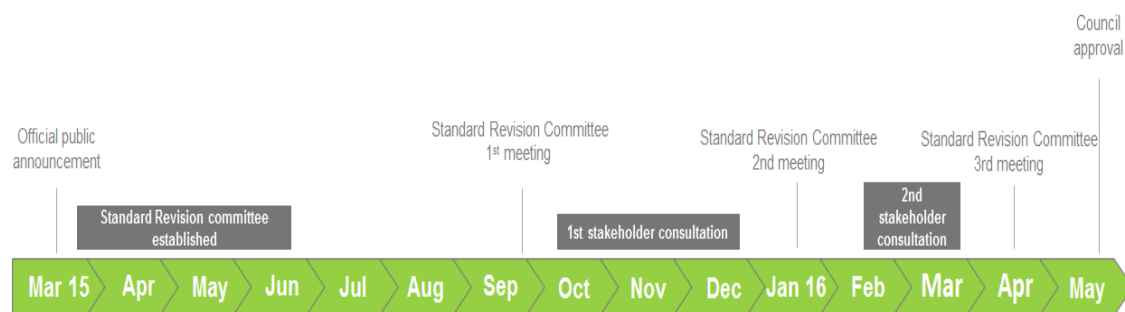 Council
approval
Official public
announcement
Standard Revision Committee
1st meeting
Standard Revision Committee
2nd meeting
Standard Revision Committee
3rd meeting
Standard Revision committee
established
1st stakeholder consultation
2nd
stakeholder
consultation
Mar 15 Apr May Jun Jul Aug Sep Oct Nov Dec Jan 16 Feb Mar Apr May